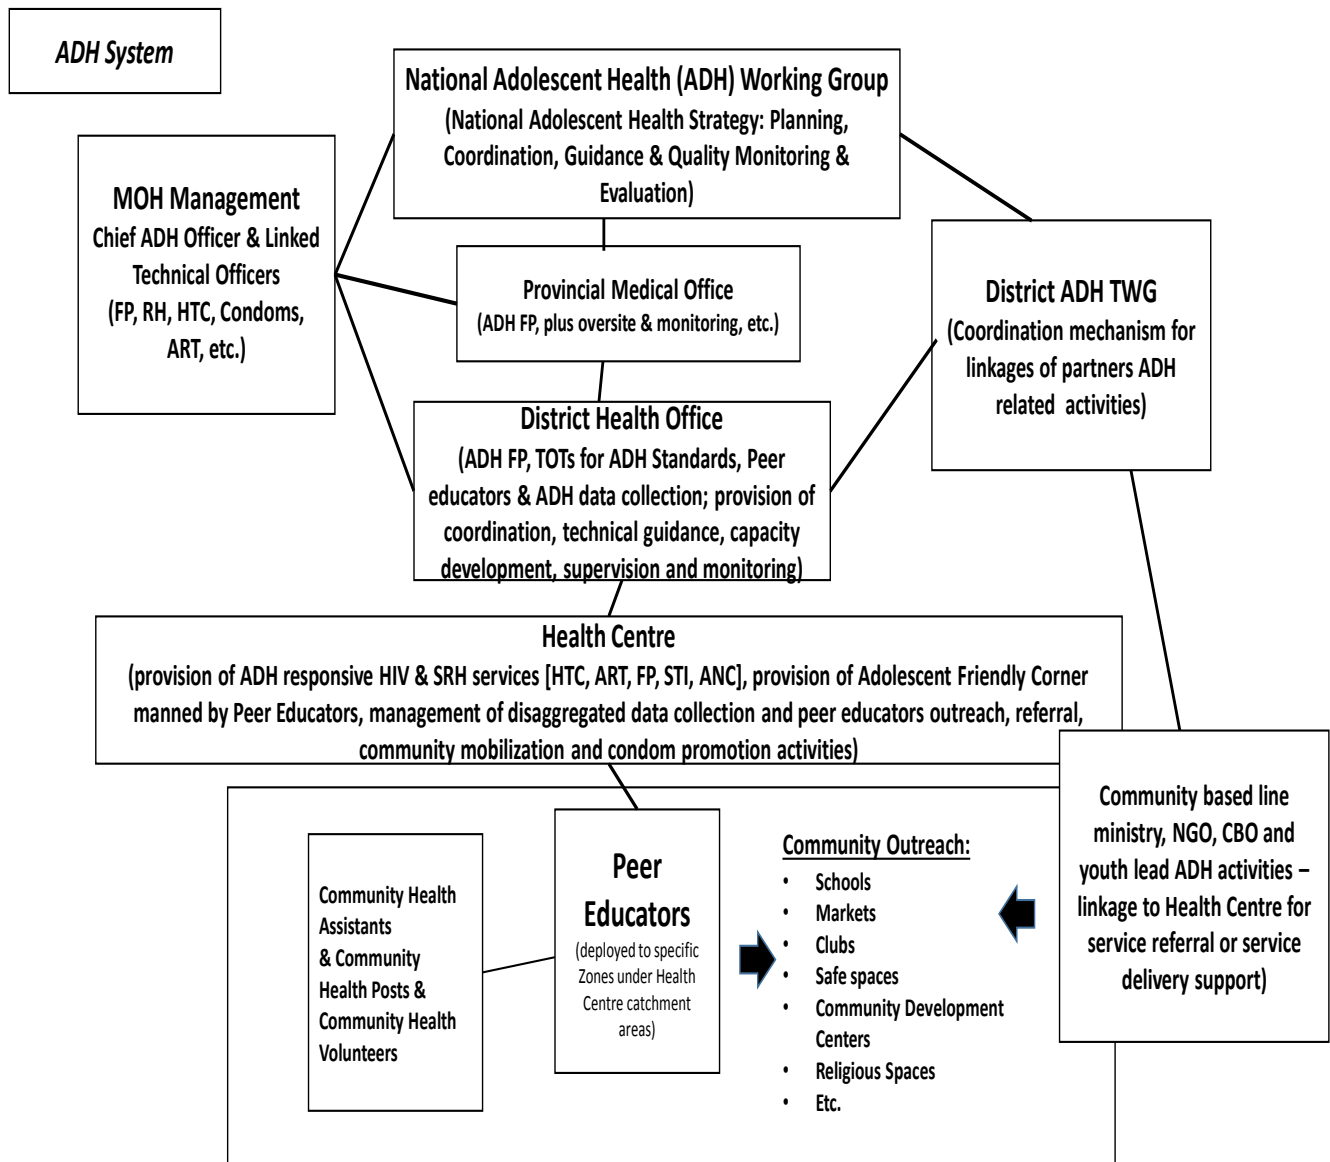 ADH System
National Adolescent Health (ADH) Working Group
(National Adolescent Health Strategy: Planning,
Coordination, Guidance & Quality Monitoring &
Evaluation)
MOH Management
Chief ADH Officer & Linked
Technical Officers
(FP, RH, HTC, Condoms,
ART, etc.)
Provincial Medical Office
(ADH FP, plus oversite & monitoring, etc.)
District ADH TWG
(Coordination mechanism for
linkages of partners ADH
related activities)
District Health Office
(ADH FP, TOTs for ADH Standards, Peer
educators & ADH data collection; provision of
coordination, technical guidance, capacity
development, supervision and monitoring)
Health Centre
(provision of ADH responsive HIV & SRH services [HTC, ART, FP, STI, ANC], provision of Adolescent Friendly Corner
manned by Peer Educators, management of disaggregated data collection and peer educators outreach, referral,
community mobilization and condom promotion activities)
Community Health
Assistants
& Community
Health Posts &
Community Health
Volunteers
Peer
Educators
(deployed to specific
Zones under Health
Centre catchment
areas)
Community Outreach:
• Schools
• Markets
• Clubs
• Safe spaces
• Community Development
Centers
• Religious Spaces
• Etc.
Community based line
ministry, NGO, CBO and
youth lead ADH activities –
linkage to Health Centre for
service referral or service
delivery support)